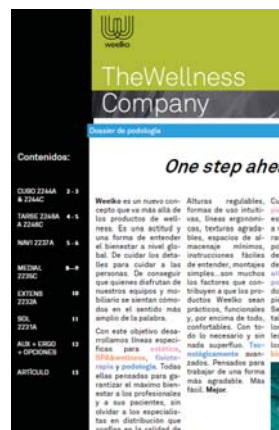 weelko
TheWellness
Company
Dossier de podología
Contenidos:
CUBO 2244A 2-3
& 2244C
TARSE 2248A 4-5
A 2248C
NAVI 2237A 5-6
MEDIAL 8-9
2235C
EXTENS 10
2232A
SOL 11
2231A
AUX + ERGO 12
+ OPCIONES
ARTÍCULO 13
One step ahe
Weelko es un nuevo con-
cepto que va más allá de
los productos de well-
ness. Es una actitud y
una forma de entender
el bienestar a nivel glo-
bal. De cuidar los deta-
lles para cuidar a las
personas. De conseguir
que quienes disfrutan de
nuestros equipos y mo-
biliario se sientan cómo-
dos en el sentido más
amplio de la palabra.
Con este objetivo desa-
rrollamos líneas específi-
cas para estética,
SPA&wellness, fisiote-
rapia y podología. Todas
ellas pensadas para ga-
rantizar el máximo bien-
estar a los profesionales
y a sus pacientes, sin
olvidar a los especialis-
tas en distribución que
confían en la calidad de
Alturas regulables,
formas de uso intuiti-
vas, líneas ergonómi-
cas, texturas agrada-
bles, espacios de al-
macenaje mínimos,
instrucciones fáciles
de entender, montajes
simples...son muchos
los factores que con-
tribuyen a que los pro-
ductos Weelko sean
prácticos, funcionales
y, por encima de todo,
confortables. Con to-
do lo necesario y sin
nada superfluo. Tec-
nológicamente avan-
zados. Pensados para
trabajar de una forma
más agradable. Más
fácil. Mejor.